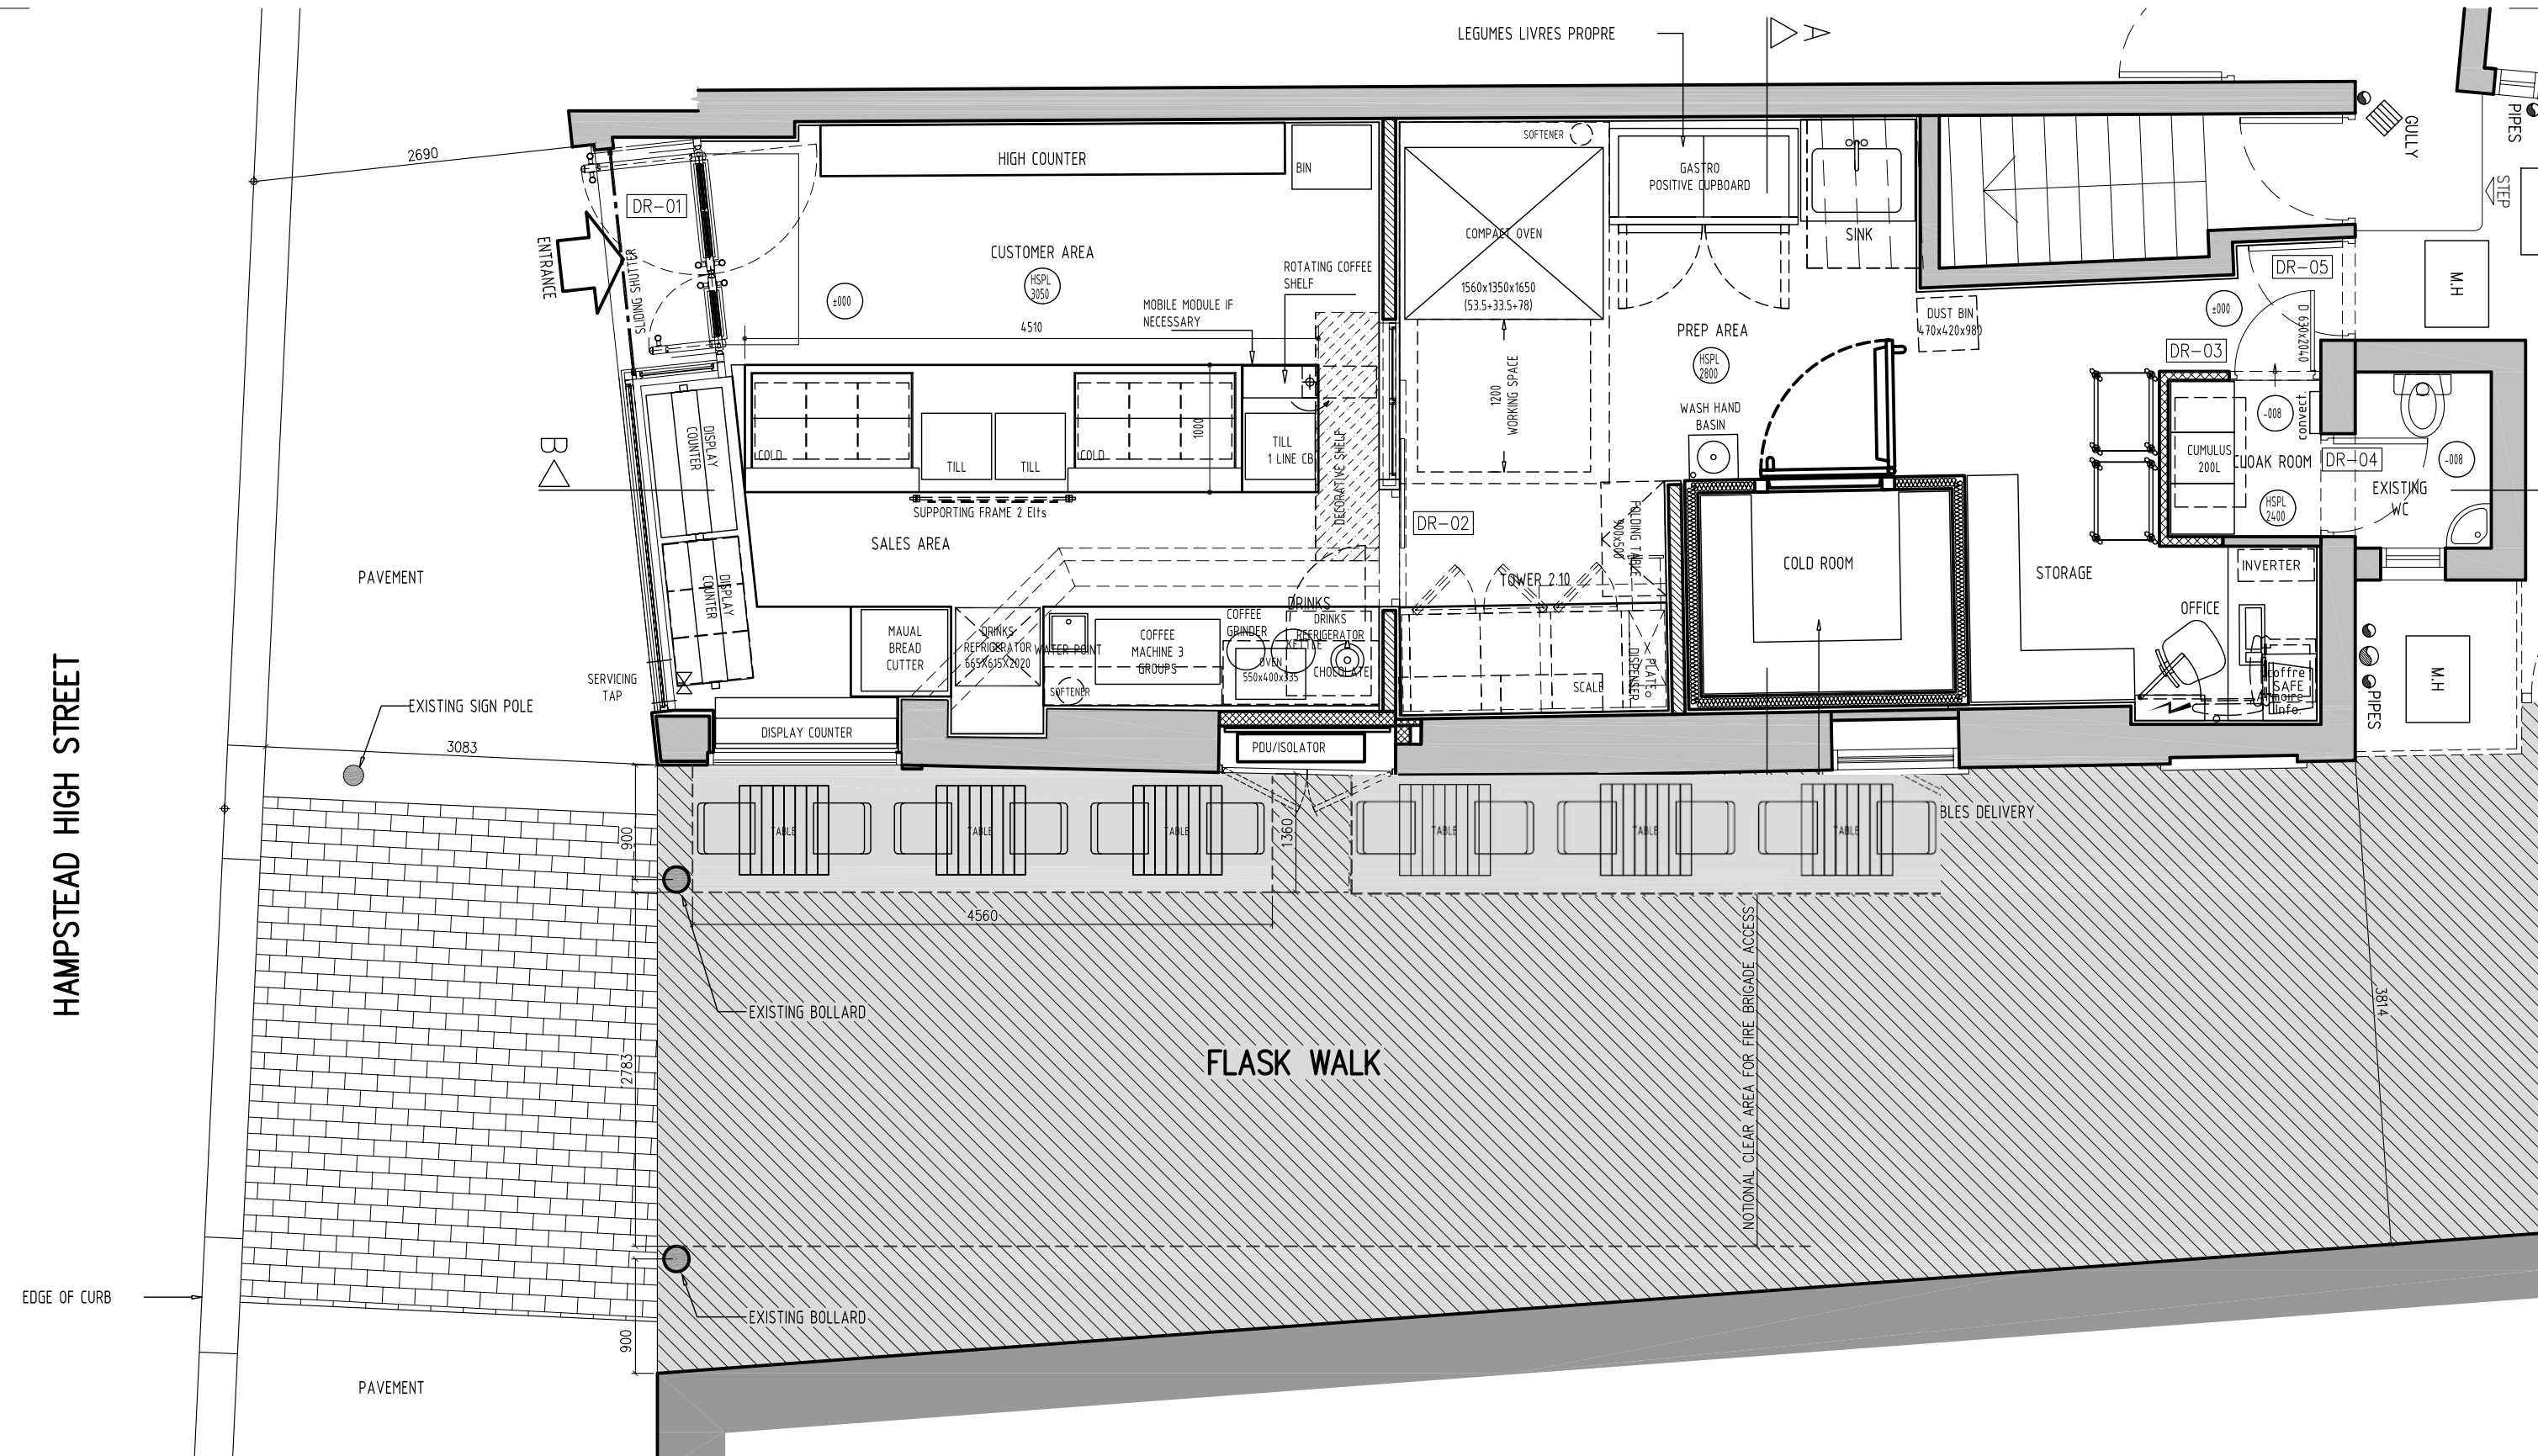 LEGUMES LIVRES PROPRE
A
2690
HIGH COUNTER
BIN
SOFTENER
GASTRO
POSITIVE CUPBOARD
SINK
GULLY
PIPES
STEP
DR-01
ENTRANCE
SLIDING SHUTTER
CUSTOMER AREA
HSPL
3050
±000
4510
ROTATING COFFEE
SHELF
MOBILE MODULE IF
NECESSARY
COMPACT OVEN
1560x1350x1650
(53.5+33.5+78)
1200
WORKING SPACE
PREP AREA
HSPL
2800
WASH HAND
BASIN
DUST BIN
470x420x980
±000
DR-05
DR-03
D 630x2040
M.H
B
DISPLAY
COUNTER
DISPLAY
COUNTER
COLD
TILL
TILL
COLD
1000
TILL
1 LINE CB
DECORATIVE SHELF
SUPPORTING FRAME 2 Elts
SALES AREA
DR-02
FOLDING TABLE
900x500
TOWER 2.10
COLD ROOM
STORAGE
CUMULUS
200L
-008
convect.
CLOAK ROOM
HSPL
2400
DR-04
-008
EXISTING
WC
INVERTER
OFFICE
coffre
SAFE
Armoire
Info.
M.H
PIPES
PAVEMENT
SERVICING
TAP
MAUAL
BREAD
CUTTER
DRINKS
REFRIGERATOR
665X615X2020
WATER POINT
SOFTENER
COFFEE
MACHINE 3
GROUPS
COFFEE
GRINDER
DRINKS
DRINKS
REFRIGERATOR
KETTLE
OVEN
550x400x335
CHOCOLATE
SCALE
PLATE
DISPENSER
DISPLAY COUNTER
PDU/ISOLATOR
EXISTING SIGN POLE
3083
HAMPSTEAD HIGH STREET
900
TABLE
TABLE
TABLE
1360
TABLE
TABLE
TABLE
BLES DELIVERY
4560
NOTIONAL CLEAR AREA FOR FIRE BRIGADE ACCESS
3814
EXISTING BOLLARD
2783
FLASK WALK
EDGE OF CURB
EXISTING BOLLARD
900
PAVEMENT